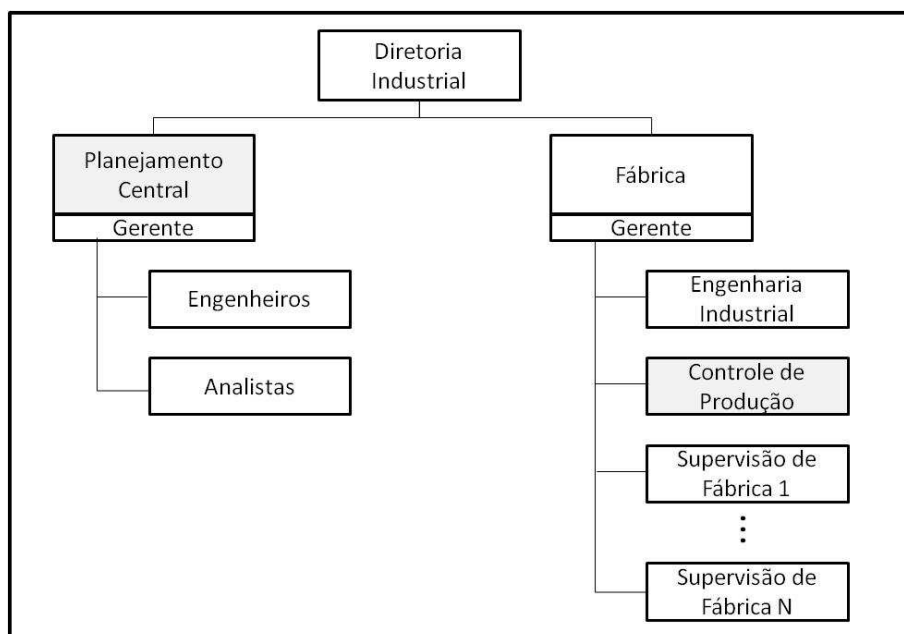 Diretoria
Industrial
Planejamento
Central
Gerente
Engenheiros
Analistas
Fábrica
Gerente
Engenharia
Industrial
Controle de
Produção
Supervisão de
Fábrica 1
Supervisão de
Fábrica N